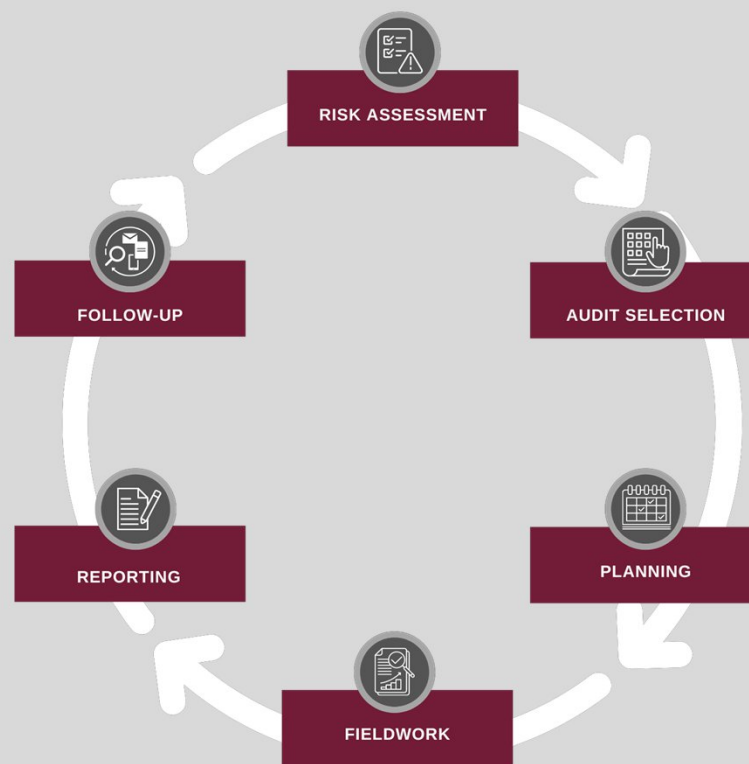 RISK ASSESSMENT
AUDIT SELECTION
PLANNING
FIELDWORK
REPORTING
FOLLOW-UP